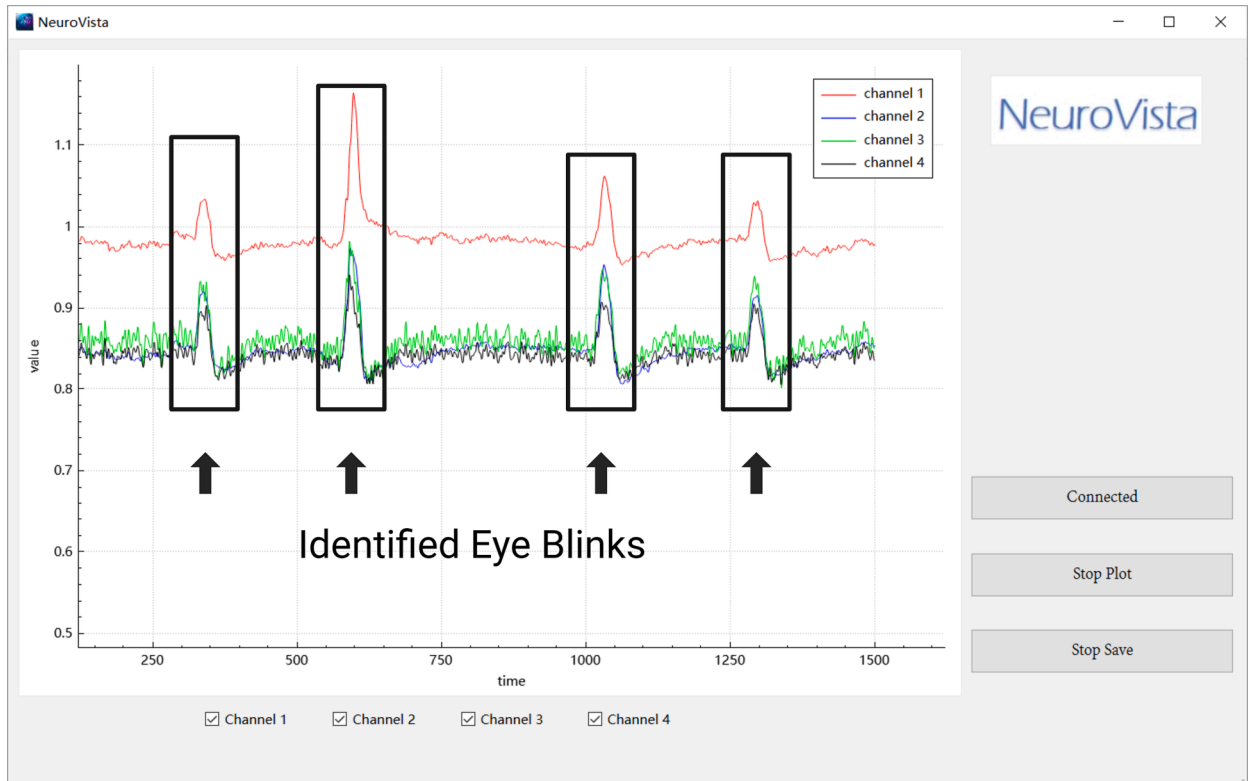 NeuroVista
channel 1
channel 2
channel 3
channel 4
NeuroVista
1.1
1
0.9
0.8
0.7
0.6
0.5
value
Identified Eye Blinks
250 500 750 1000 1250 1500
time
Connected
Stop Plot
Stop Save
Channel 1 Channel 2 Channel 3 Channel 4